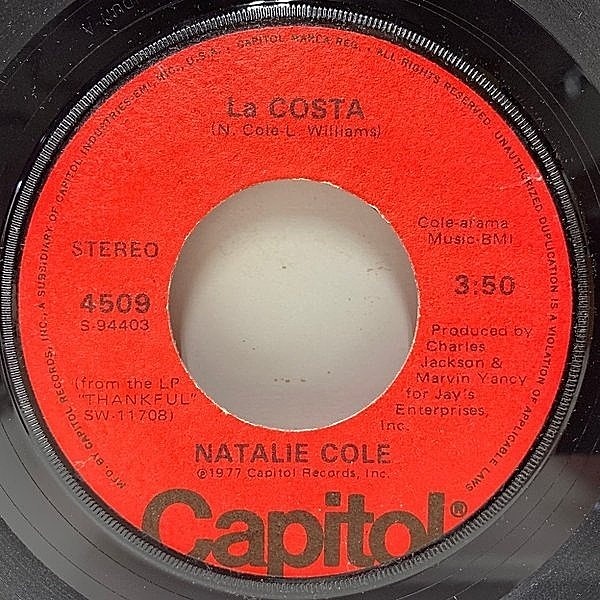 MFG. BY CAPITOL RECORDS, INC., A SUBSIDIARY OF CAPITOL INDUSTRIES-EMI, INC., U.S.A. • CAPITOL MARCA REG. • ALL RIGHTS RESERVED. UNAUTHORIZED DUPLICATION IS A VIOLATION OF APPLICABLE LAWS
La COSTA
(N. Cole-L. Williams)
STEREO
4509
S-94403
(from the LP
"THANKFUL"
SW-11708)
Cole-arama
Music-BMI
3:50
Produced by
Charles
Jackson &
Marvin Yancy
for Jay's
Enterprises,
Inc.
NATALIE COLE
℗1977 Capitol Records, Inc.
Capitol®